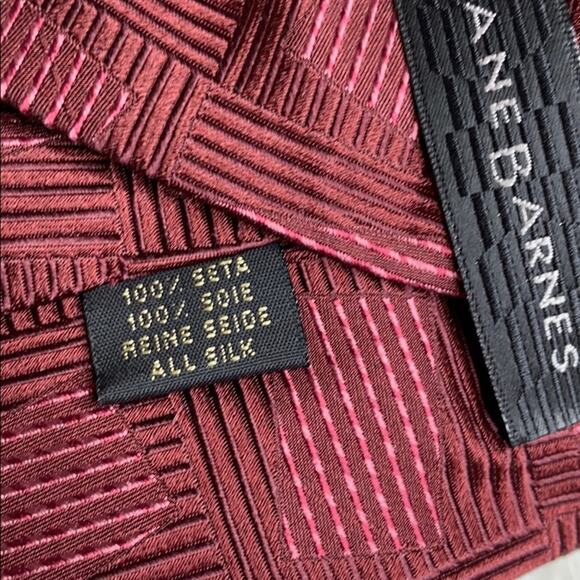 ANE BARNES
100% SETA
100% SOIE
REINE SEIDE
ALL SILK